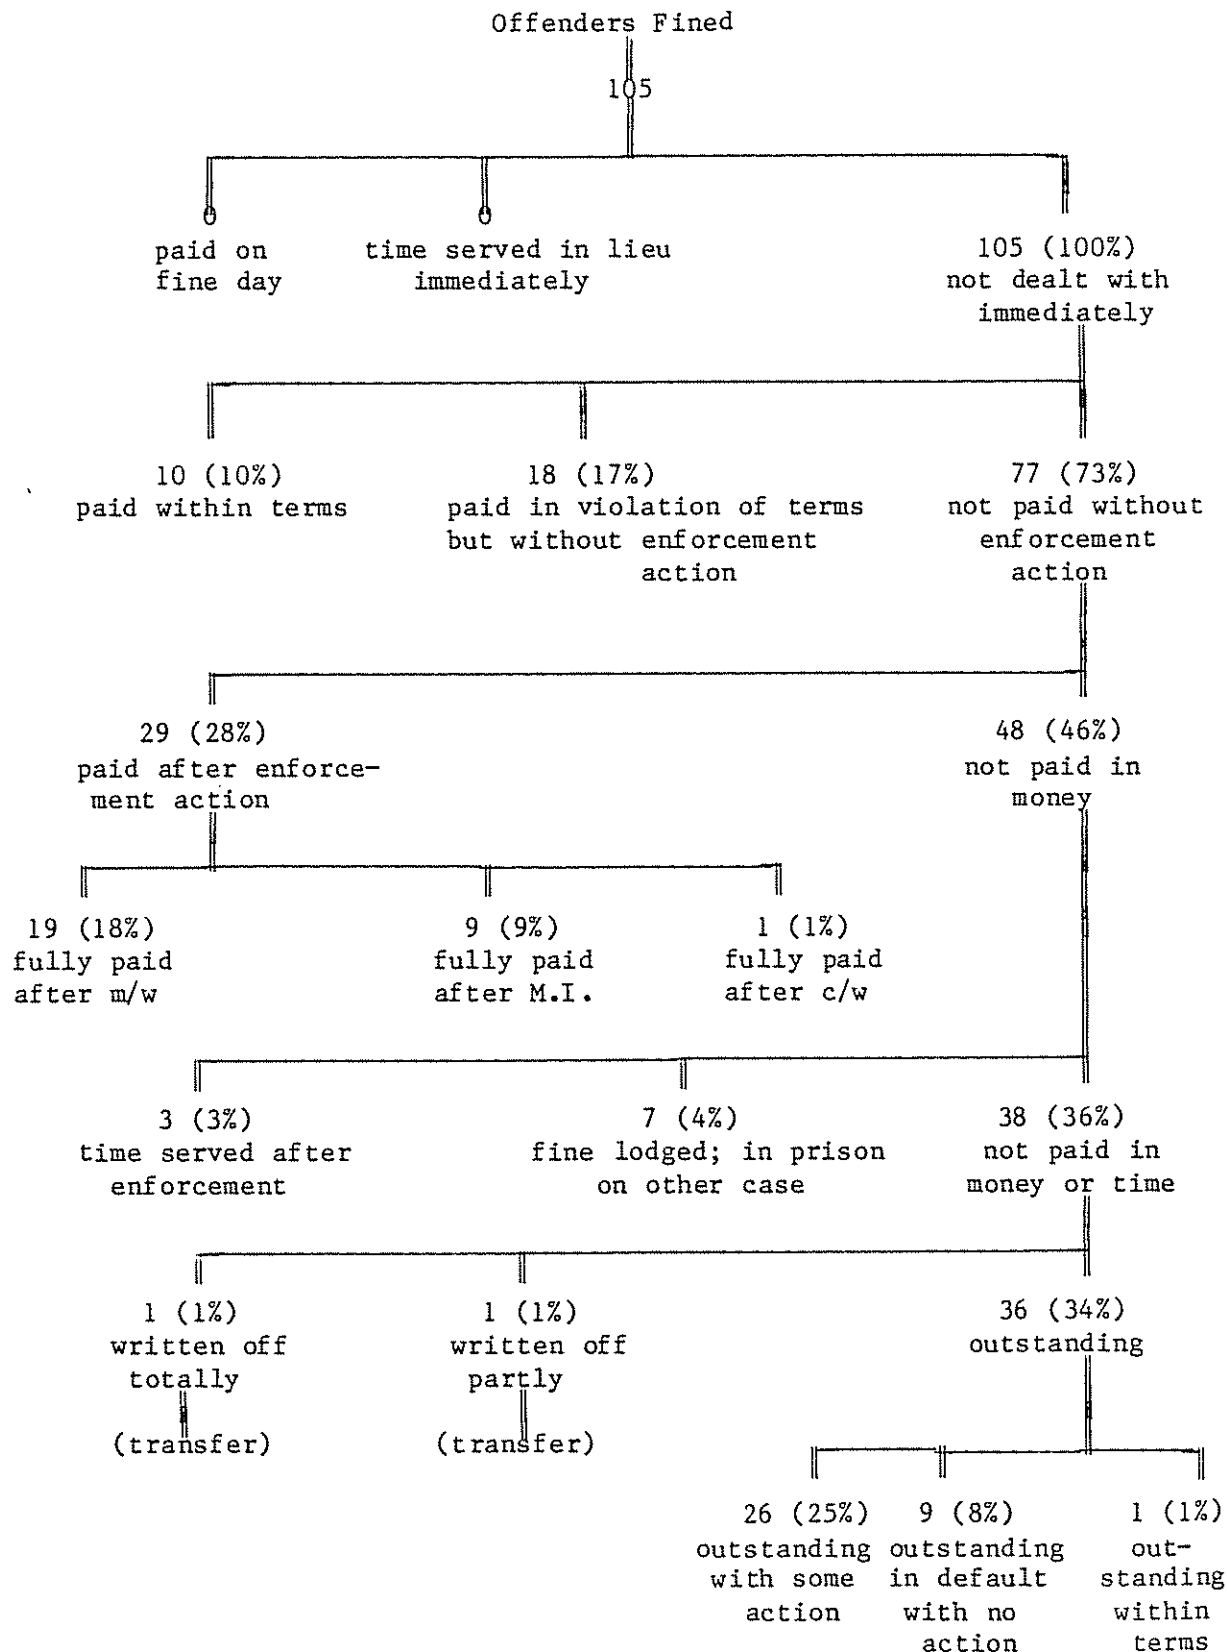 Offenders Fined
105
0 0
paid on time served in lieu 105 (100%)
fine day immediately not dealt with
immediately
10 (10%) 18 (17%) 77 (73%)
paid within terms paid in violation of terms not paid without
but without enforcement enforcement
action action
29 (28%) 48 (46%)
paid after enforce- not paid in
ment action money
19 (18%) 9 (9%) 1 (1%)
fully paid fully paid fully paid
after m/w after M.I. after c/w
3 (3%) 7 (4%) 38 (36%)
time served after fine lodged; in prison not paid in
enforcement on other case money or time
1 (1%) 1 (1%) 36 (34%)
written off written off outstanding
totally partly
(transfer) (transfer)
26 (25%) 9 (8%) 1 (1%)
outstanding outstanding out-
with some in default standing
action with no within
action terms